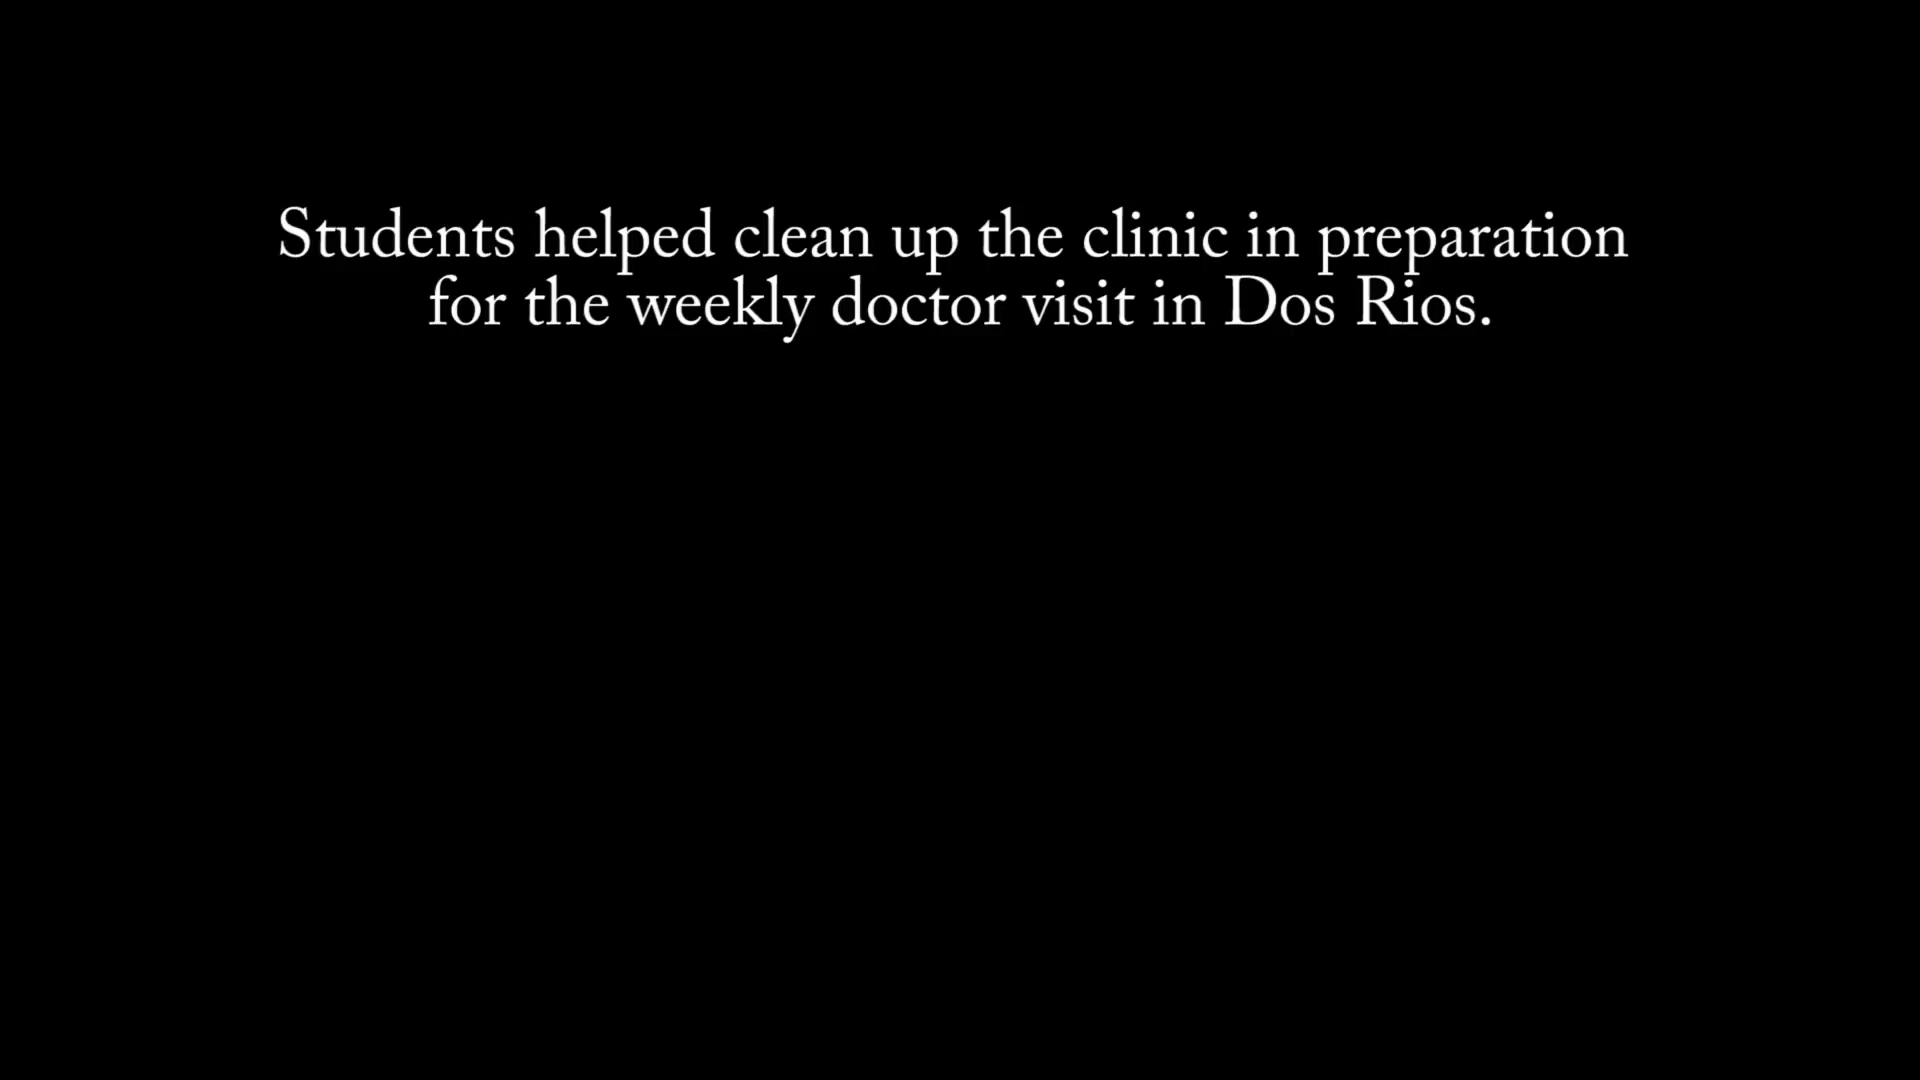 Students helped clean up the clinic in preparation
for the weekly doctor visit in Dos Rios.